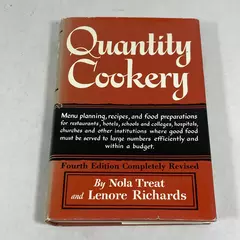 Quantity
Cookery
Menu planning, recipes, and food preparations
for restaurants, hotels, schools and colleges, hospitals,
churches and other institutions where good food
must be served to large numbers efficiently and
within a budget.
Fourth Edition Completely Revised
By Nola Treat
and Lenore Richards